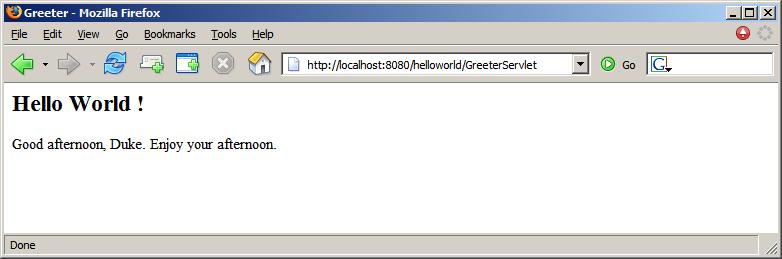 Greeter - Mozilla Firefox
File Edit View Go Bookmarks Tools Help
http://localhost:8080/helloworld/GreeterServlet Go G
Hello World !
Good afternoon, Duke. Enjoy your afternoon.
Done